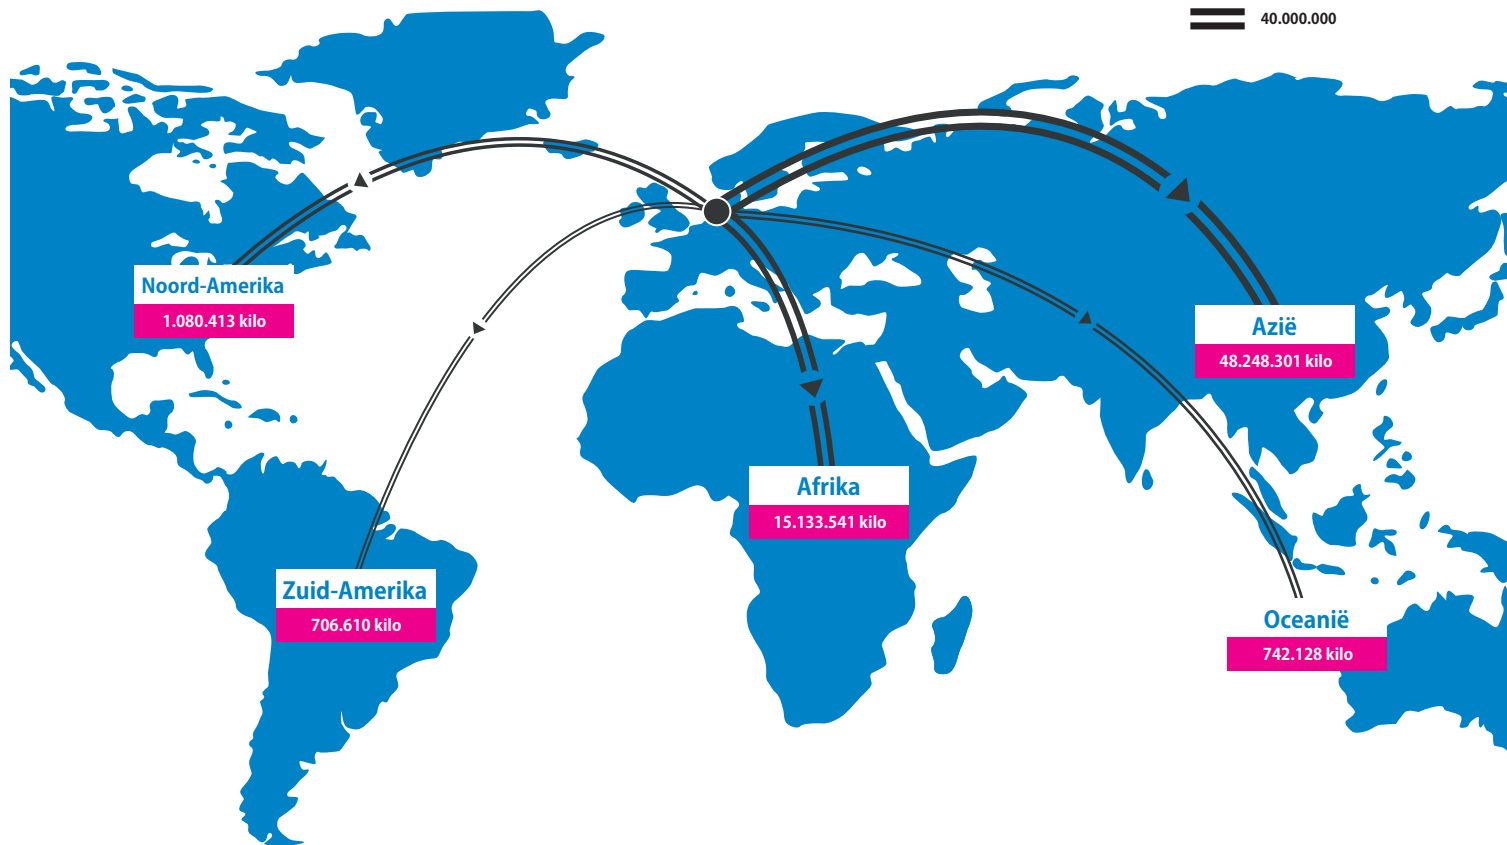 40.000.000
Noord-Amerika
1.080.413 kilo
Azië
48.248.301 kilo
Afrika
15.133.541 kilo
Zuid-Amerika
706.610 kilo
Oceanië
742.128 kilo